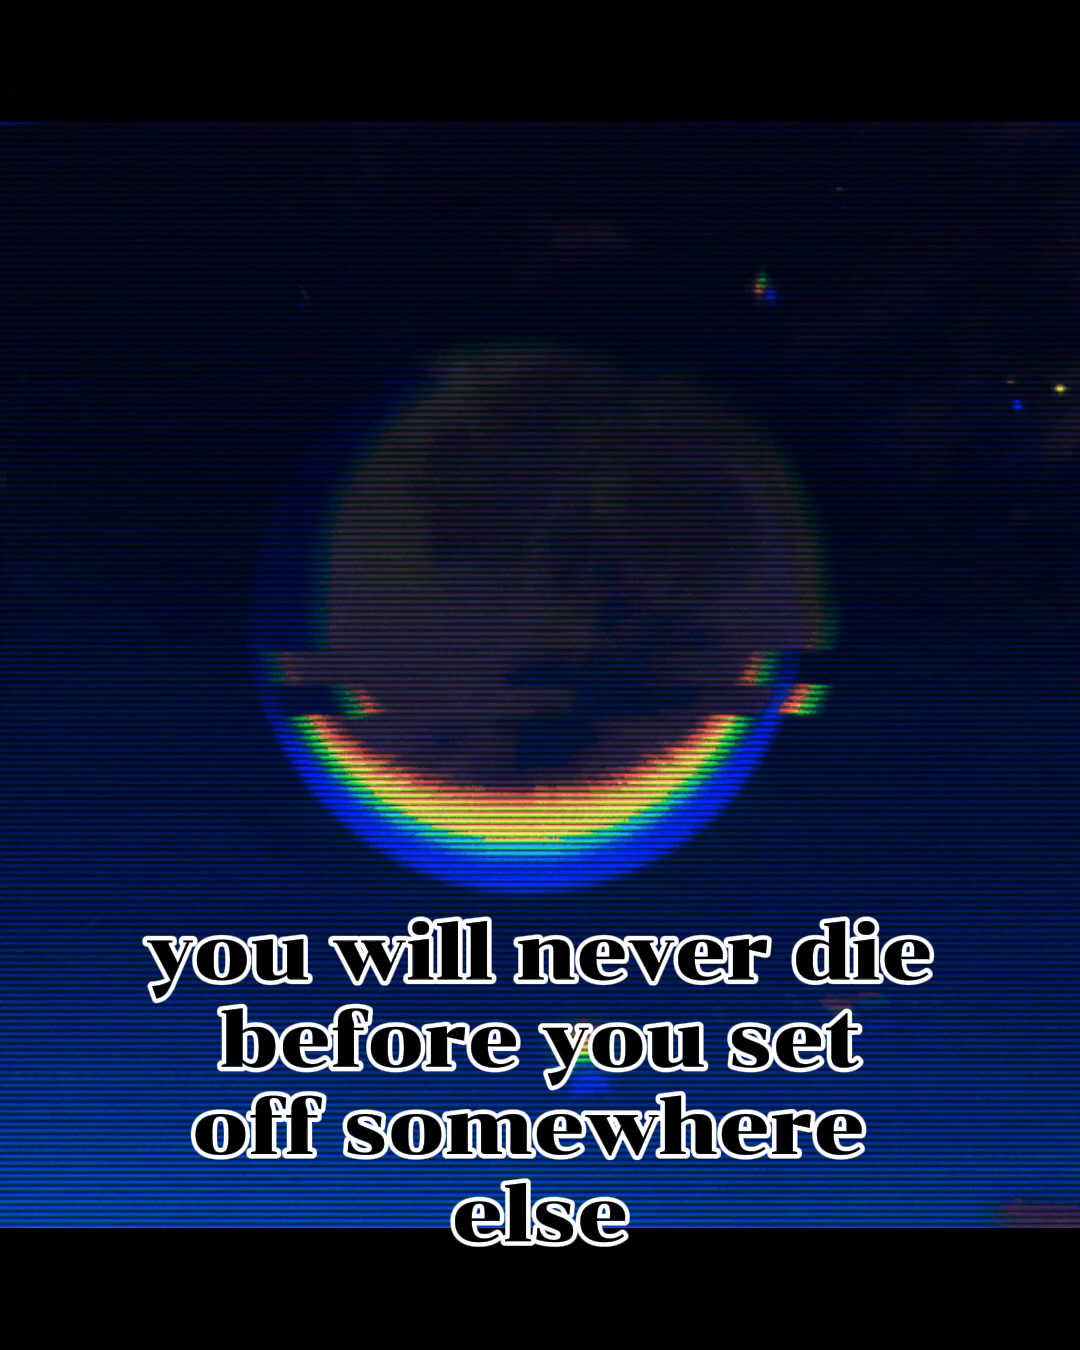 you will never die
before you set
off somewhere
else